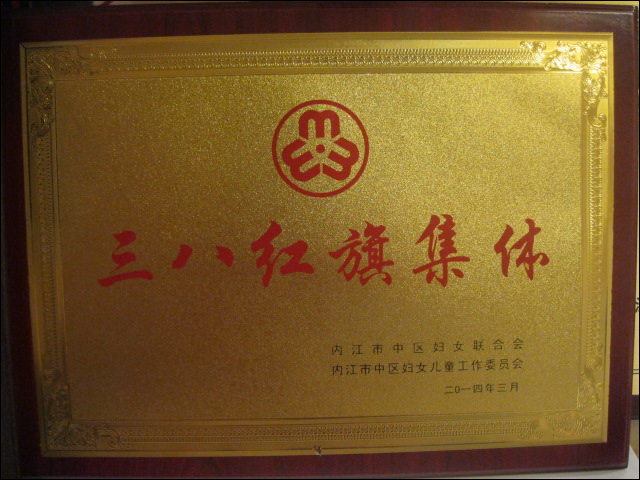 三八红旗集体
内江市中区妇女联合会
内江市中区妇女儿童工作委员会
二〇一四年三月